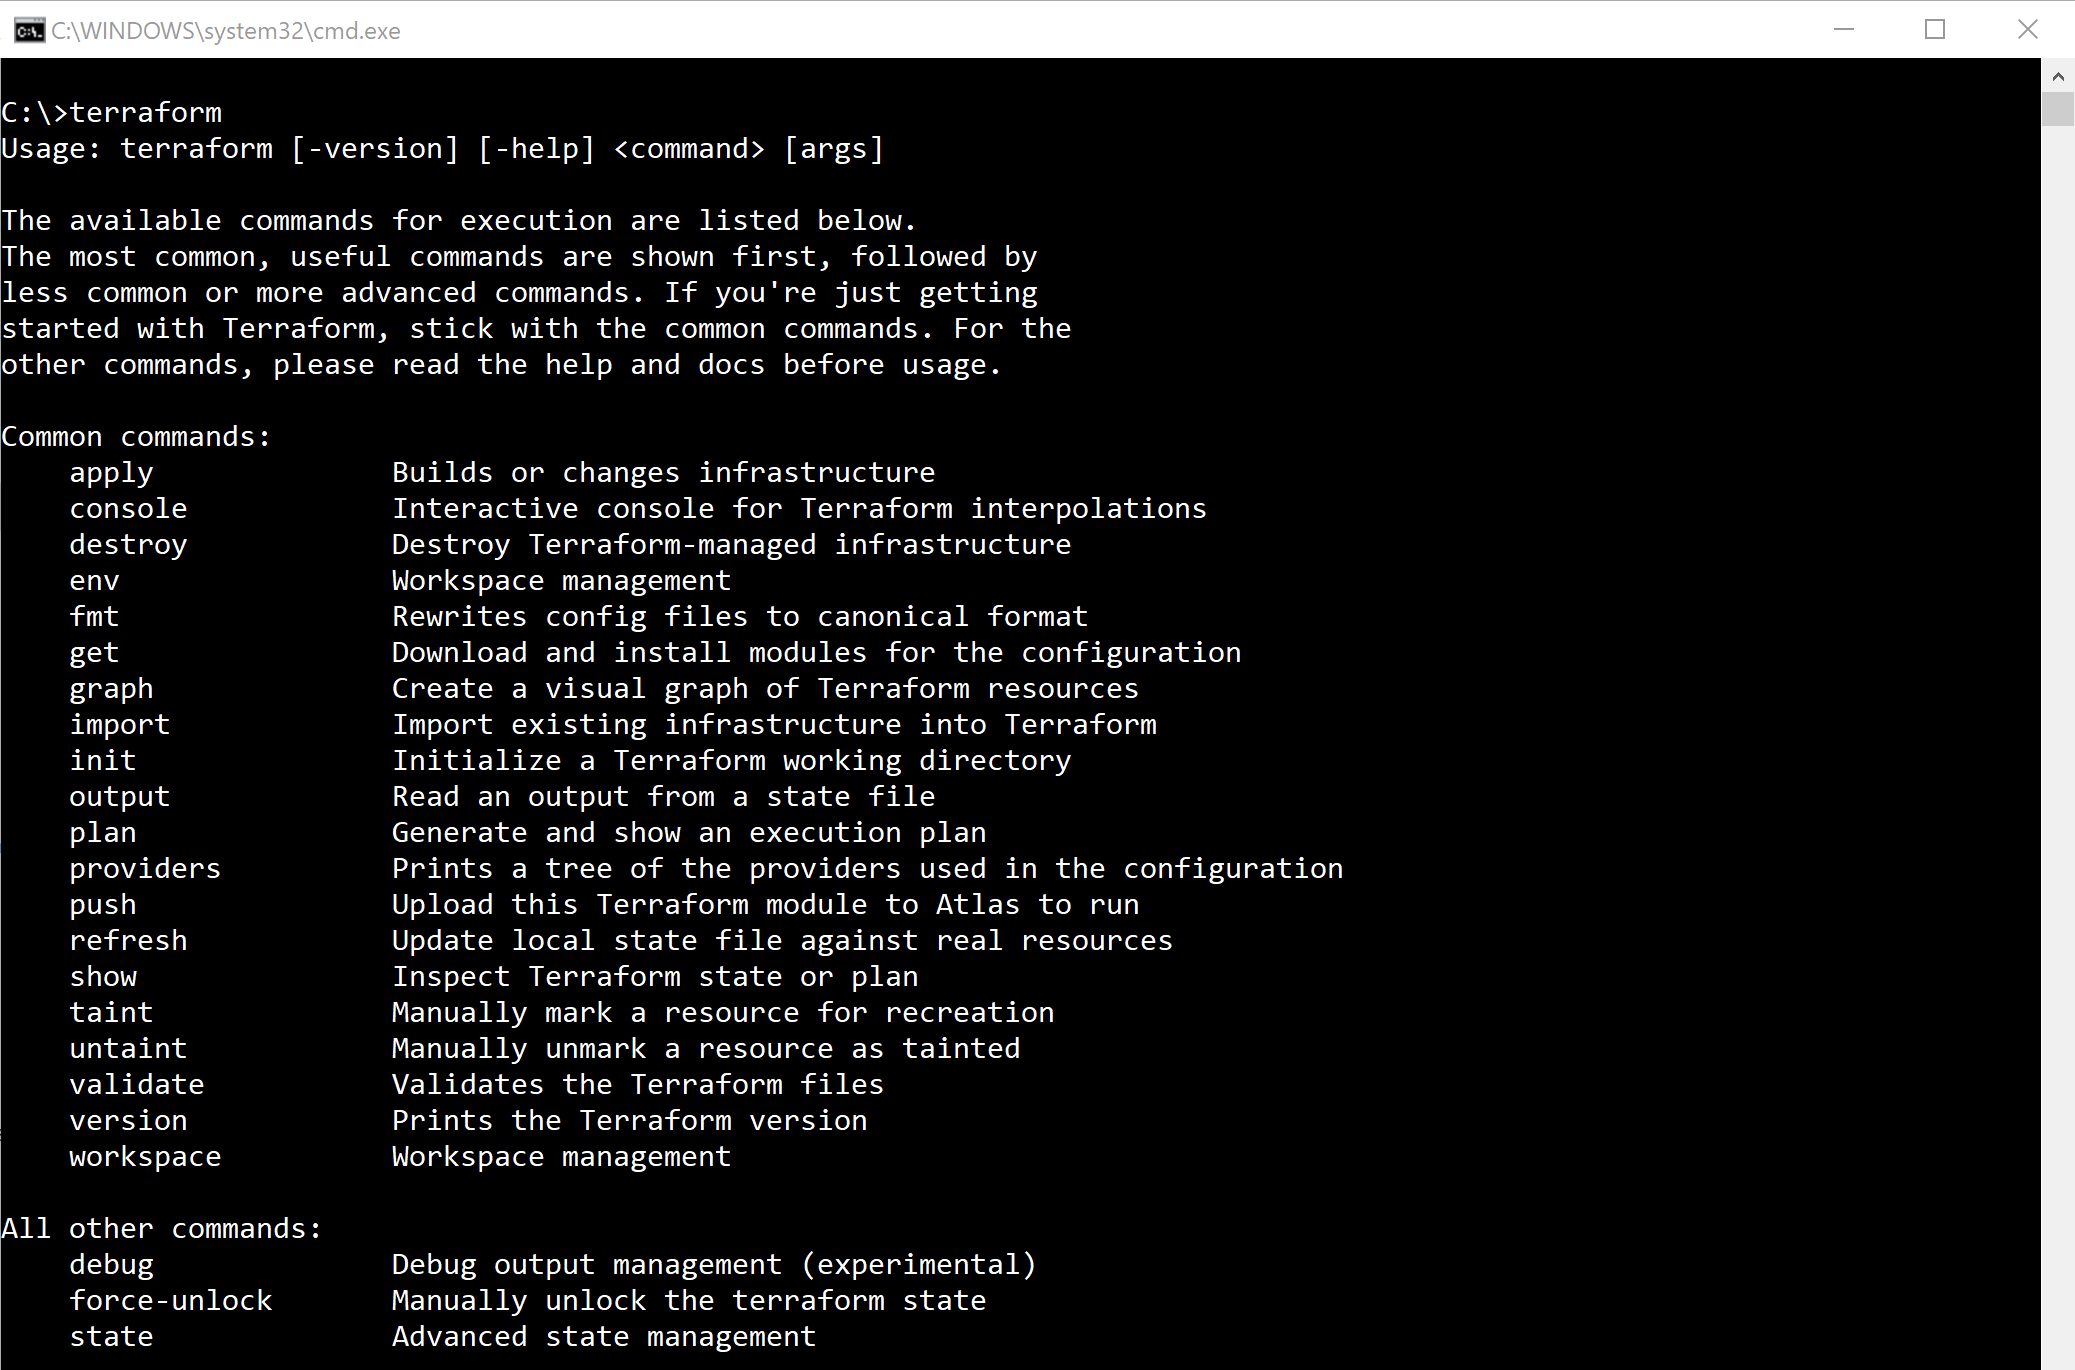 C:\WINDOWS\system32\cmd.exe
C:\>terraform
Usage: terraform [-version] [-help] <command> [args]
The available commands for execution are listed below.
The most common, useful commands are shown first, followed by
less common or more advanced commands. If you're just getting
started with Terraform, stick with the common commands. For the
other commands, please read the help and docs before usage.
Common commands:
apply Builds or changes infrastructure
console Interactive console for Terraform interpolations
destroy Destroy Terraform-managed infrastructure
env Workspace management
fmt Rewrites config files to canonical format
get Download and install modules for the configuration
graph Create a visual graph of Terraform resources
import Import existing infrastructure into Terraform
init Initialize a Terraform working directory
output Read an output from a state file
plan Generate and show an execution plan
providers Prints a tree of the providers used in the configuration
push Upload this Terraform module to Atlas to run
refresh Update local state file against real resources
show Inspect Terraform state or plan
taint Manually mark a resource for recreation
untaint Manually unmark a resource as tainted
validate Validates the Terraform files
version Prints the Terraform version
workspace Workspace management
All other commands:
debug Debug output management (experimental)
force-unlock Manually unlock the terraform state
state Advanced state management